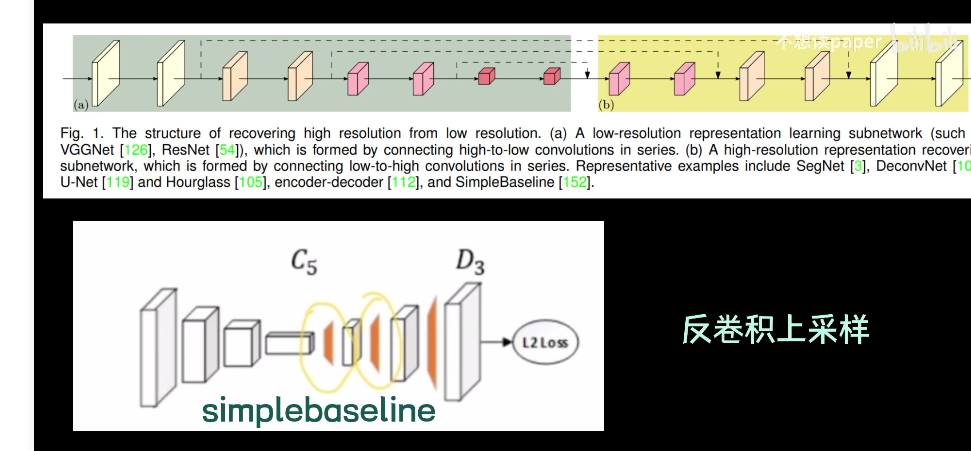 不想读paper bilibili
(a)
(b)
Fig. 1. The structure of recovering high resolution from low resolution. (a) A low-resolution representation learning subnetwork (such
VGGNet [126], ResNet [54]), which is formed by connecting high-to-low convolutions in series. (b) A high-resolution representation recoveri
subnetwork, which is formed by connecting low-to-high convolutions in series. Representative examples include SegNet [3], DeconvNet [10
U-Net [119] and Hourglass [105], encoder-decoder [112], and SimpleBaseline [152].
C5
D3
L2 Loss
simplebaseline
反卷积上采样